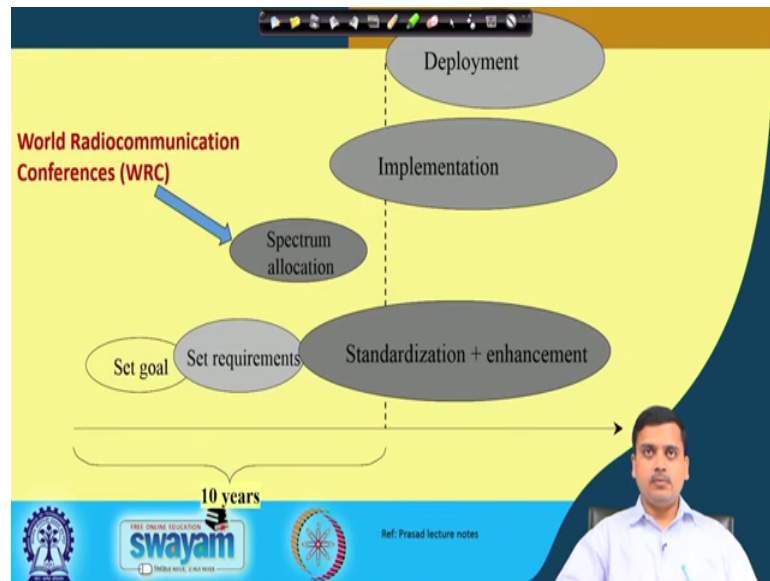 Deployment
World Radiocommunication
Conferences (WRC)
Implementation
Spectrum
allocation
Set goal
Set requirements
Standardization + enhancement
10 years
FREE ONLINE EDUCATION
swayam
Ref: Prasad lecture notes